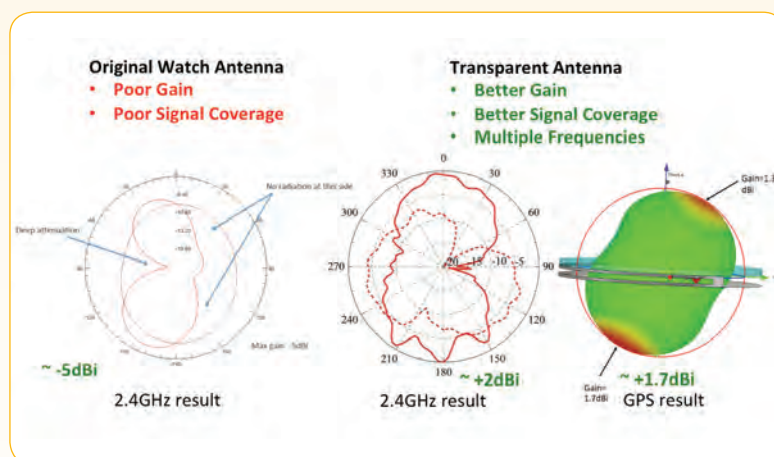 Original Watch Antenna
• Poor Gain
• Poor Signal Coverage
Transparent Antenna
• Better Gain
• Better Signal Coverage
• Multiple Frequencies
No radiation at this side
Deep attenuation
Max gain -5dBi
~ -5dBi
2.4GHz result
0
30
60
90
120
150
180
210
240
270
300
330
-20
-15
-10
-5
~ +2dBi
2.4GHz result
Gain=1.8
dBi
Gain=
1.7dBi
~ +1.7dBi
GPS result